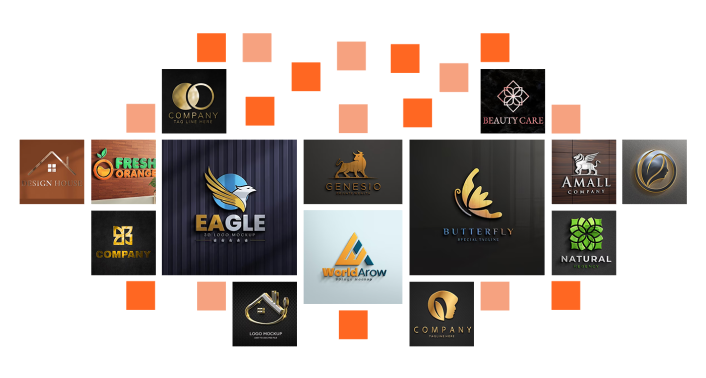 COMPANY
TAG LINE HERE
BEAUTY CARE
DESIGN HOUSE
FRESH
ORANGE
EAGLE
3D LOGO MOCKUP
GENESIO
WorldArow
BUTTERFLY
SPECIAL TAGLINE
AMALL
COMPANY
COMPANY
NATURAL
LOGO MOCKUP
COMPANY
TAG LINE HERE